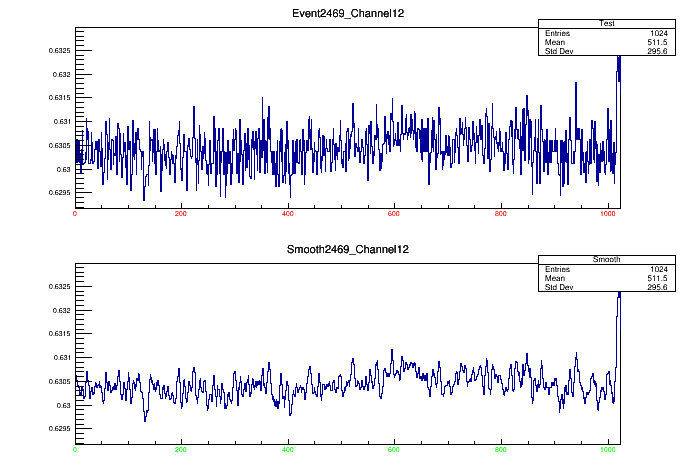 Event2469_Channel12
Test
Entries 1024
Mean 511.5
Std Dev 295.6
0.6325
0.632
0.6315
0.631
0.6305
0.63
0.6295
0 200 400 600 800 1000
Smooth2469_Channel12
Smooth
Entries 1024
Mean 511.5
Std Dev 295.6
0.6325
0.632
0.6315
0.631
0.6305
0.63
0.6295
0 200 400 600 800 1000